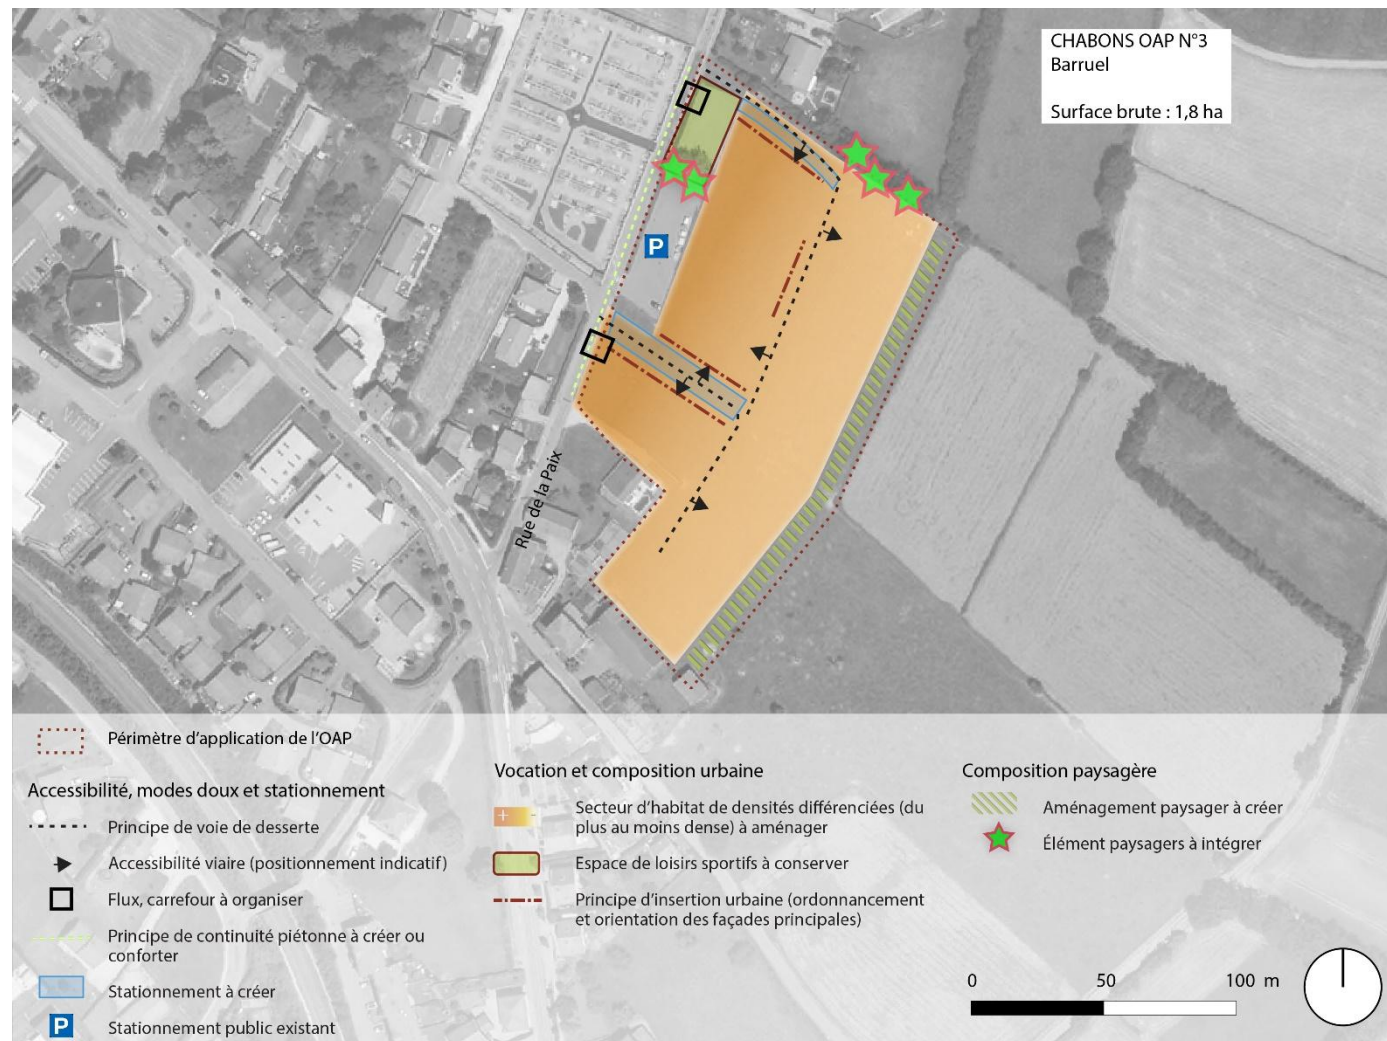 CHABONS OAP N°3
Barruel
Surface brute : 1,8 ha
P
Rue de la Paix
Périmètre d'application de l'OAP
Accessibilité, modes doux et stationnement
Principe de voie de desserte
Accessibilité viaire (positionnement indicatif)
Flux, carrefour à organiser
Principe de continuité piétonne à créer ou
conforter
Stationnement à créer
P
Stationnement public existant
Vocation et composition urbaine
+ -
Secteur d'habitat de densités différenciées (du
plus au moins dense) à aménager
Espace de loisirs sportifs à conserver
Principe d'insertion urbaine (ordonnancement
et orientation des façades principales)
Composition paysagère
Aménagement paysager à créer
Élément paysagers à intégrer
0 50 100 m